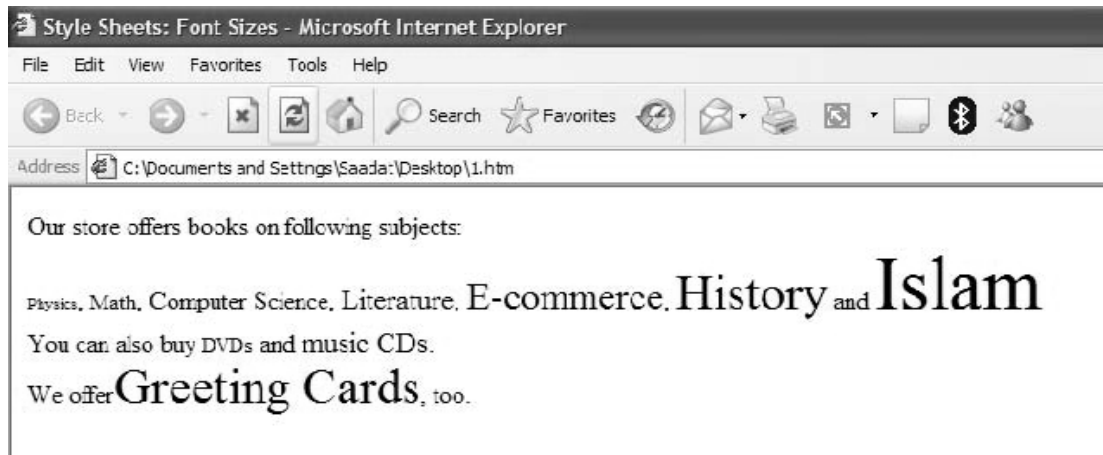 Style Sheets: Font Sizes - Microsoft Internet Explorer
File Edit View Favorites Tools Help
Back Search Favorites
Address C:\Documents and Settngs\Saadat\Desktop\1.htm
Our store offers books on following subjects:
Physics, Math, Computer Science, Literature, E-commerce, History and Islam
You can also buy DVDs and music CDs.
We offer Greeting Cards, too.